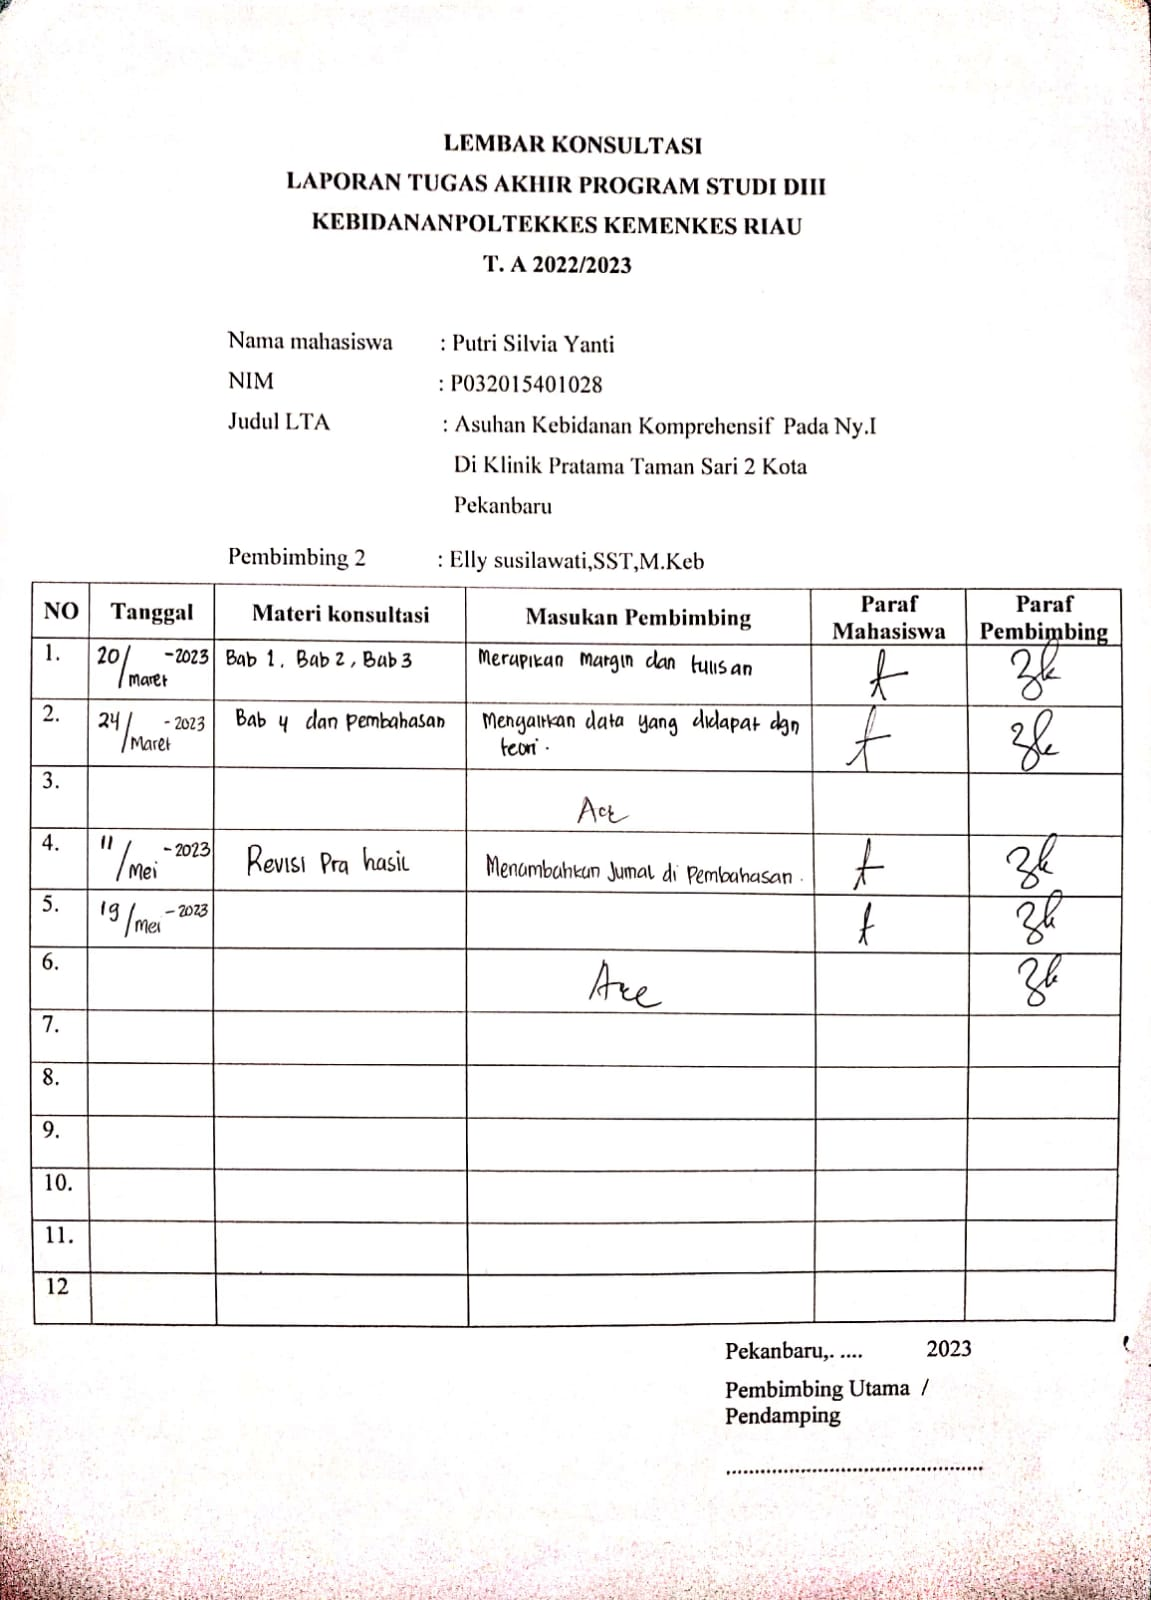 LEMBAR KONSULTASI
LAPORAN TUGAS AKHIR PROGRAM STUDI DIII
KEBIDANANPOLTEKKES KEMENKES RIAU
T. A 2022/2023
Nama mahasiswa : Putri Silvia Yanti
NIM : P032015401028
Judul LTA : Asuhan Kebidanan Komprehensif Pada Ny.I
Di Klinik Pratama Taman Sari 2 Kota
Pekanbaru
Pembimbing 2 : Elly susilawati,SST,M.Keb
NO Tanggal Materi konsultasi Masukan Pembimbing Paraf Mahasiswa Paraf Pembimbing
1. 20/Maret -2023 Bab 1, Bab 2, Bab 3 Merapikan Margin dan tulisan
2. 24/Maret -2023 Bab 4 dan pembahasan Mengaitkan data yang didapat dgn
teori.
3. Acc
4. 11/Mei -2023 Revisi Pra hasil Menambahkan Jurnal di Pembahasan.
5. 19/Mei -2023
6. Acc
7.
8.
9.
10.
11.
12
Pekanbaru,. .... 2023
Pembimbing Utama /
Pendamping
............................................